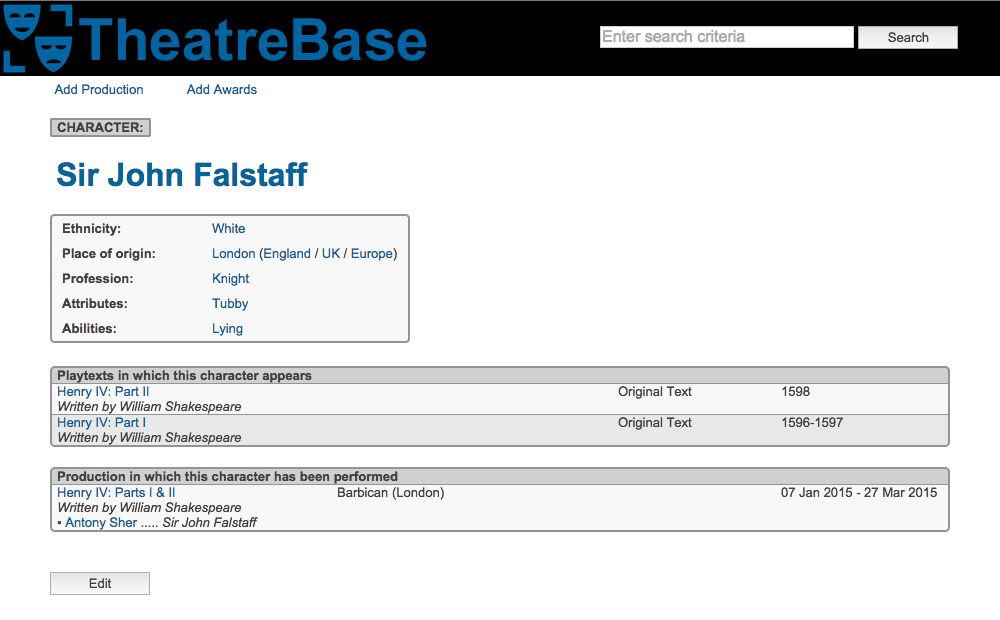 TheatreBase
Enter search criteria
Search
Add Production Add Awards
CHARACTER:
Sir John Falstaff
Ethnicity: White
Place of origin: London (England / UK / Europe)
Profession: Knight
Attributes: Tubby
Abilities: Lying
Playtexts in which this character appears
Henry IV: Part II Original Text 1598
Written by William Shakespeare
Henry IV: Part I Original Text 1596-1597
Written by William Shakespeare
Production in which this character has been performed
Henry IV: Parts I & II Barbican (London) 07 Jan 2015 - 27 Mar 2015
Written by William Shakespeare
▪ Antony Sher ..... Sir John Falstaff
Edit